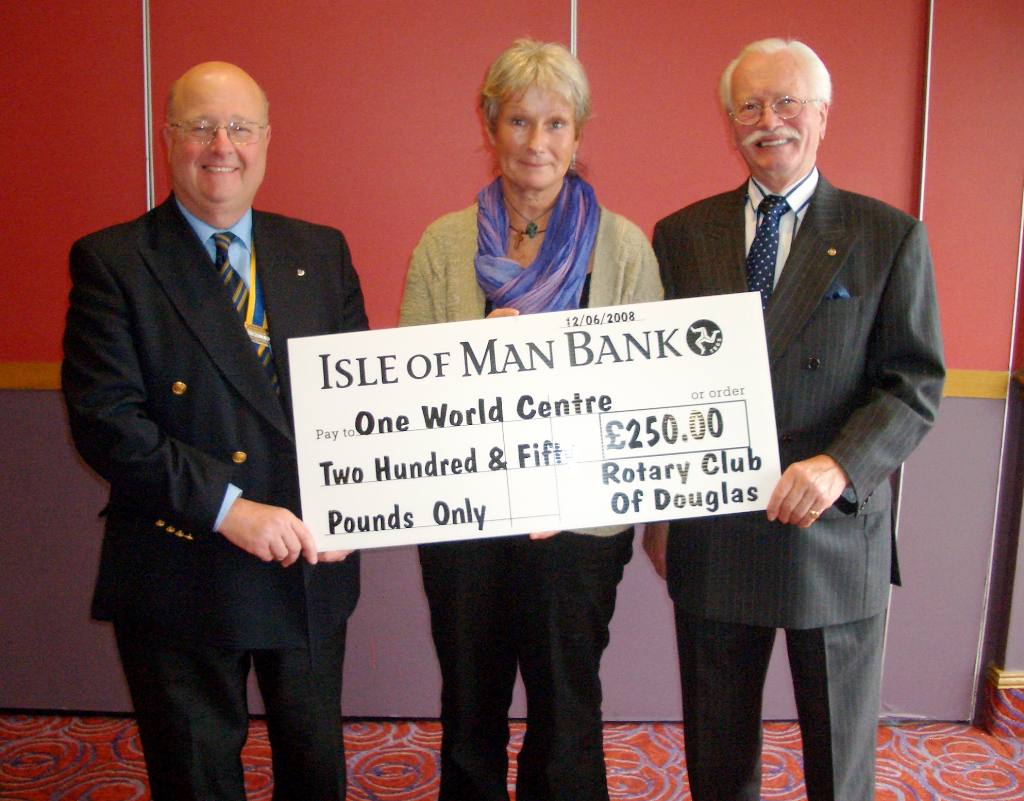 12/06/2008
ISLE OF MAN BANK
or order
Pay to One World Centre
£250.00
Two Hundred & Fifty
Rotary Club
Pounds Only
Of Douglas